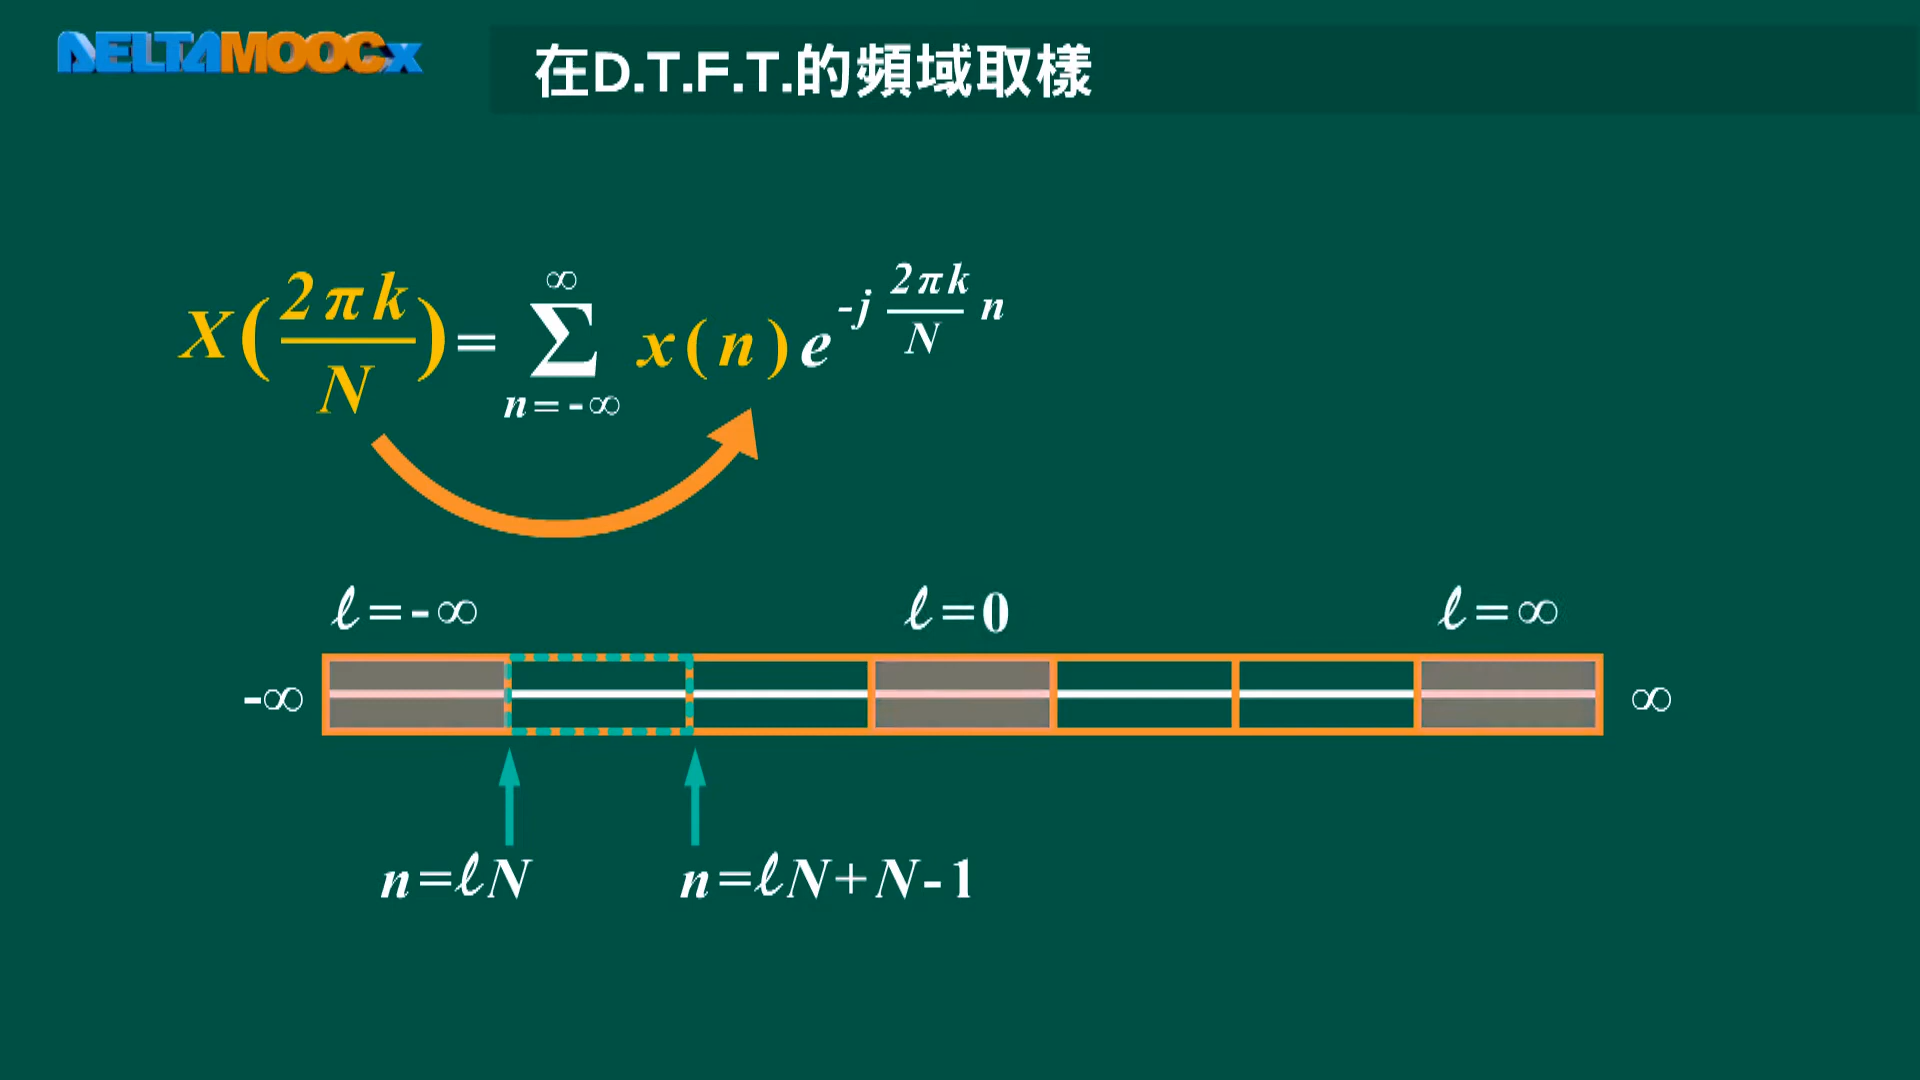 DELTAMOOCx
在D.T.F.T.的頻域取樣
X(2πk/N) = ∑_{n=-∞}^{∞} x(n)e^{-j(2πk/N)n}
ℓ=-∞ ℓ=0 ℓ=∞
-∞ ∞
n=ℓN n=ℓN+N-1